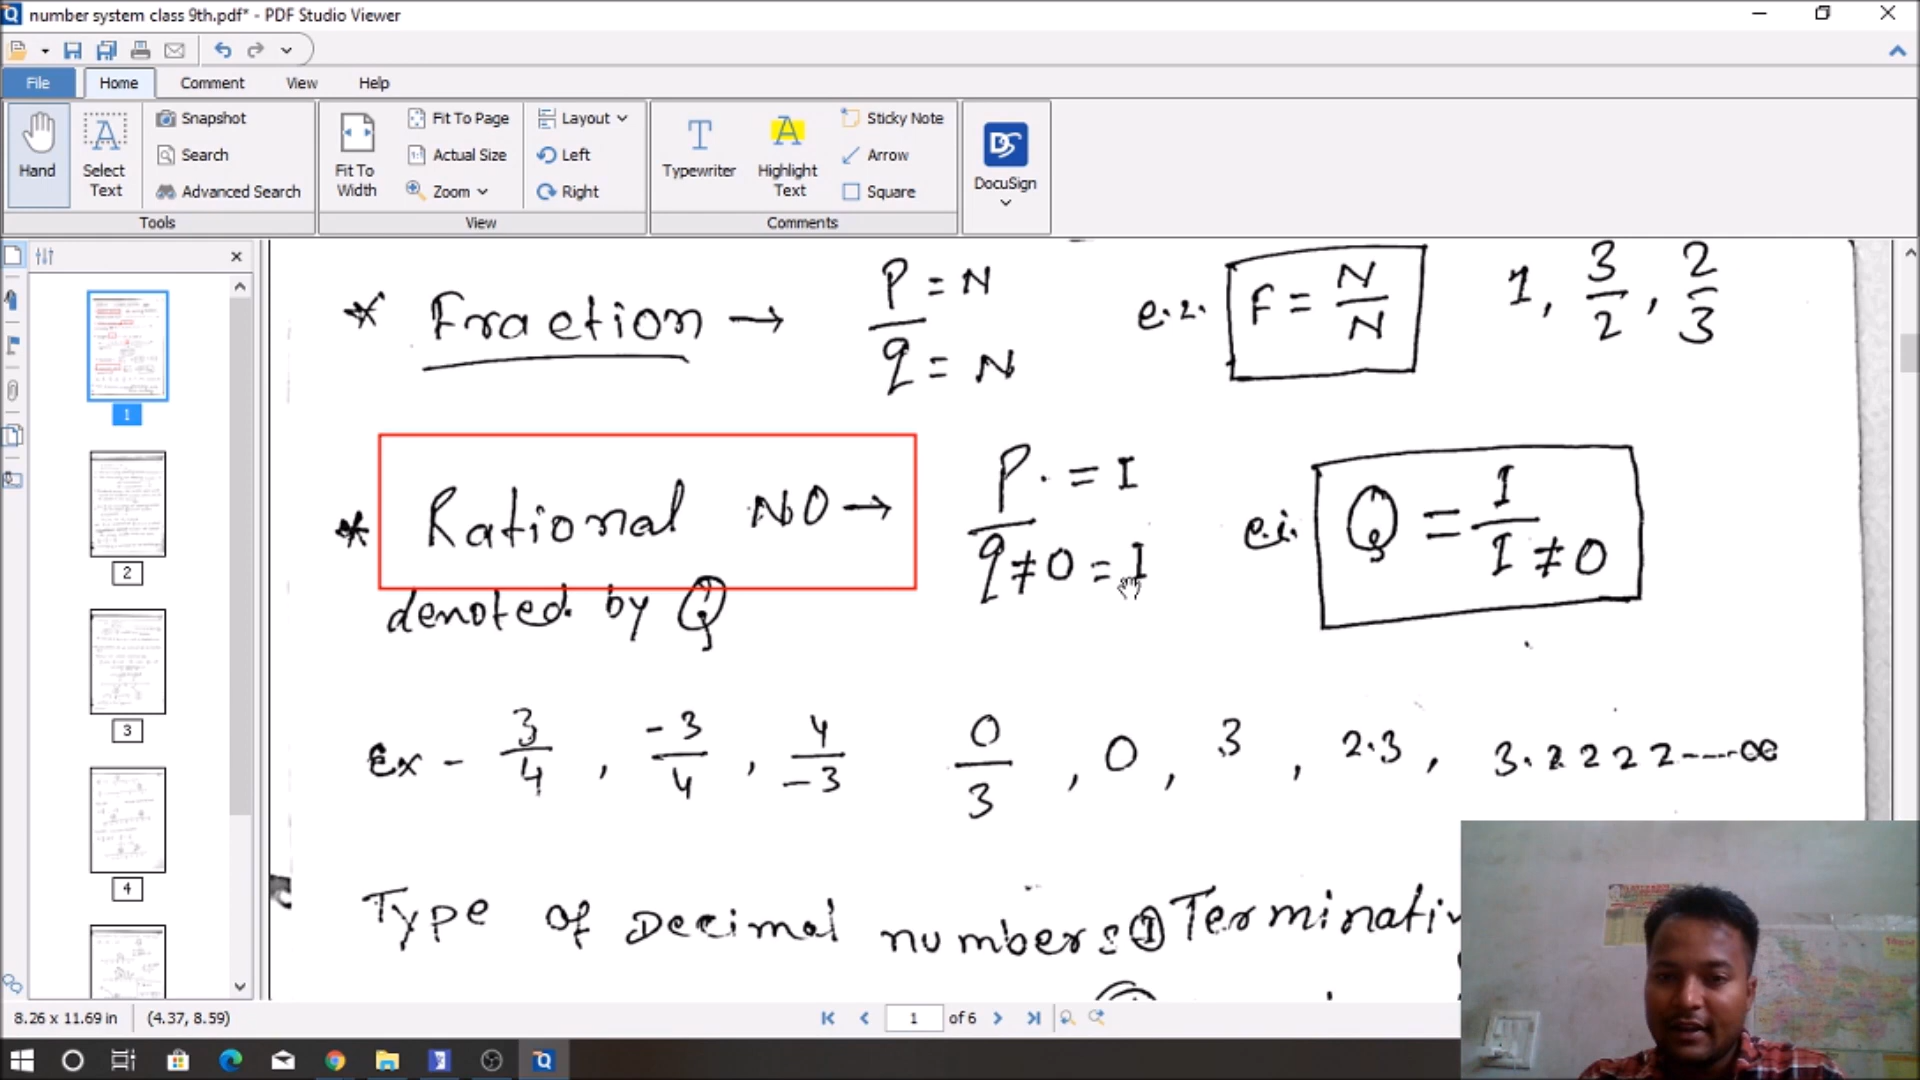 number system class 9th.pdf* - PDF Studio Viewer
File Home Comment View Help
Hand
Select Text
Snapshot
Search
Advanced Search
Tools
Fit To Width
Fit To Page
Actual Size
Zoom
Layout
Left
Right
View
Typewriter
Highlight Text
Sticky Note
Arrow
Square
Comments
DocuSign
* Fraction → P = N / q = N e.i. F = N/N 1, 3/2, 2/3
* Rational NO → P. = I / q ≠ 0 = I e.i. Q = I / I ≠ 0
denoted by Q
Ex - 3/4, -3/4, 4/-3 0/3, 0, 3, 2.3, 3.2222----∞
Type of Decimal numbers ① Terminati
1
2
3
4
8.26 x 11.69 in (4.37, 8.59) 1 of 6